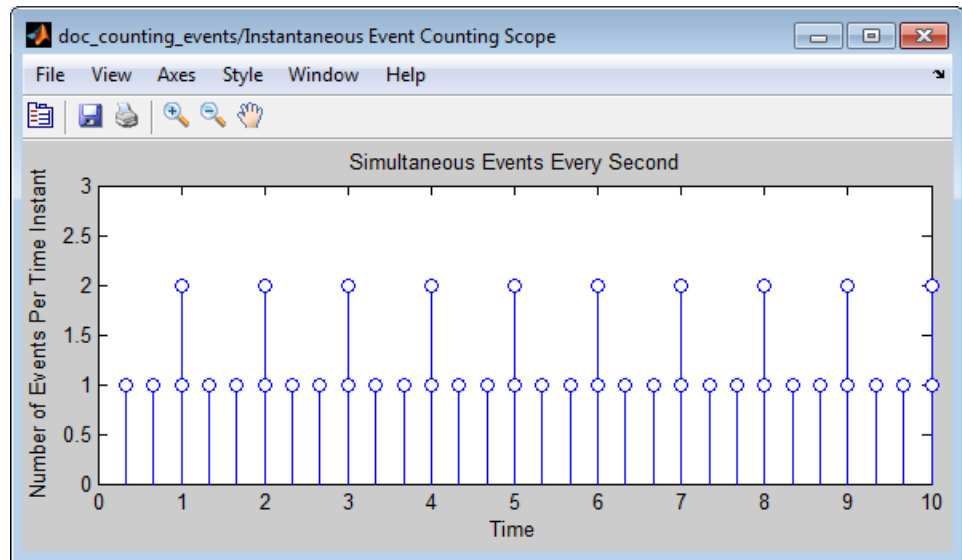 doc_counting_events/Instantaneous Event Counting Scope
File View Axes Style Window Help
Simultaneous Events Every Second
Number of Events Per Time Instant
3
2.5
2
1.5
1
0.5
0
0 1 2 3 4 5 6 7 8 9 10
Time